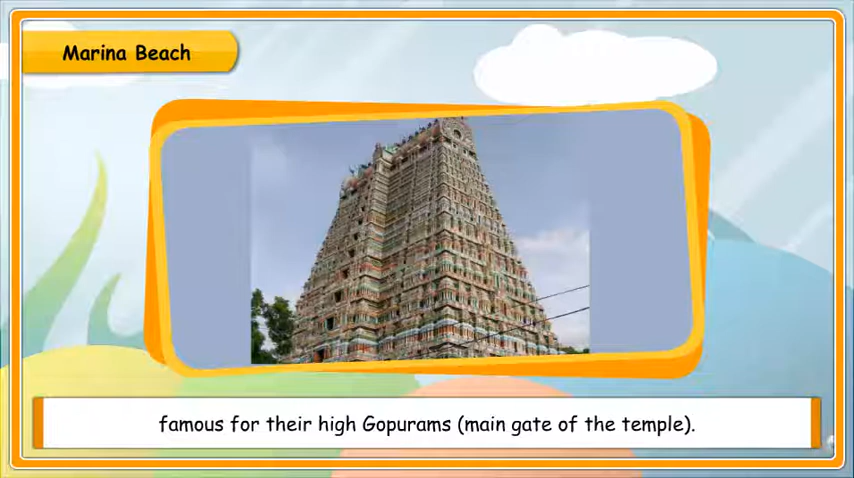 Marina Beach
famous for their high Gopurams (main gate of the temple).